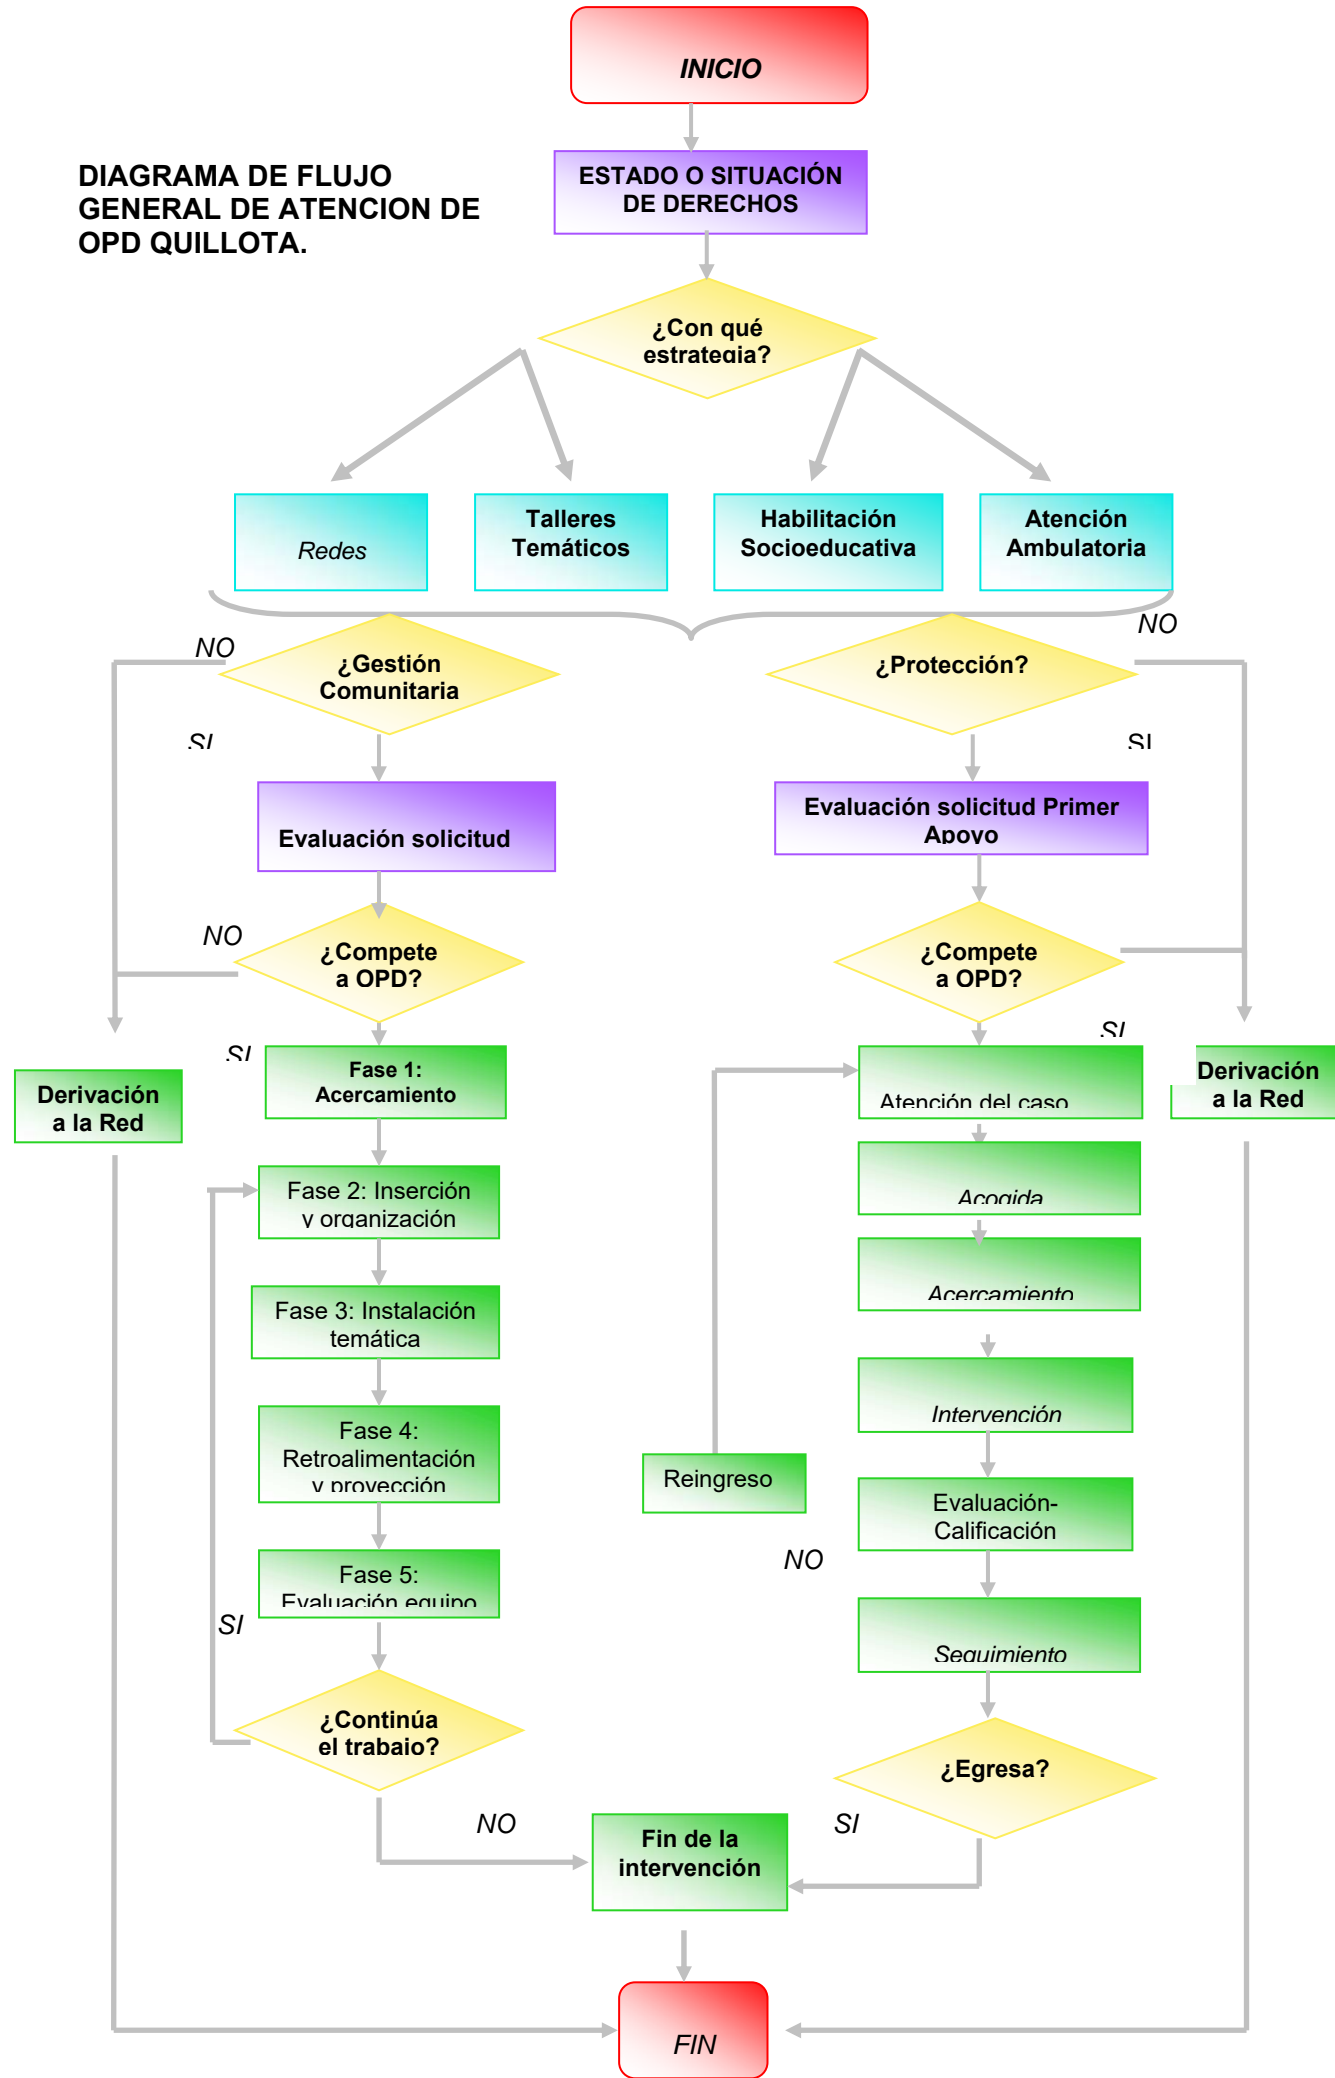 INICIO
DIAGRAMA DE FLUJO
GENERAL DE ATENCION DE
OPD QUILLOTA.
ESTADO O SITUACIÓN
DE DERECHOS
¿Con qué
estrategia?
Redes
Talleres
Temáticos
Habilitación
Socioeducativa
Atención
Ambulatoria
NO
¿Gestión
Comunitaria
¿Protección?
NO
SI
SI
Evaluación solicitud
Evaluación solicitud Primer
Apoyo
NO
¿Compete
a OPD?
¿Compete
a OPD?
SI
SI
Derivación
a la Red
Fase 1:
Acercamiento
Atención del caso
Derivación
a la Red
Fase 2: Inserción
y organización
Acogida
Fase 3: Instalación
temática
Acercamiento
Fase 4:
Retroalimentación
y proyección
Intervención
Reingreso
Evaluación-
Calificación
NO
Fase 5:
Evaluación equipo
SI
Seguimiento
¿Continúa
el trabajo?
¿Egresa?
NO
Fin de la
intervención
SI
FIN